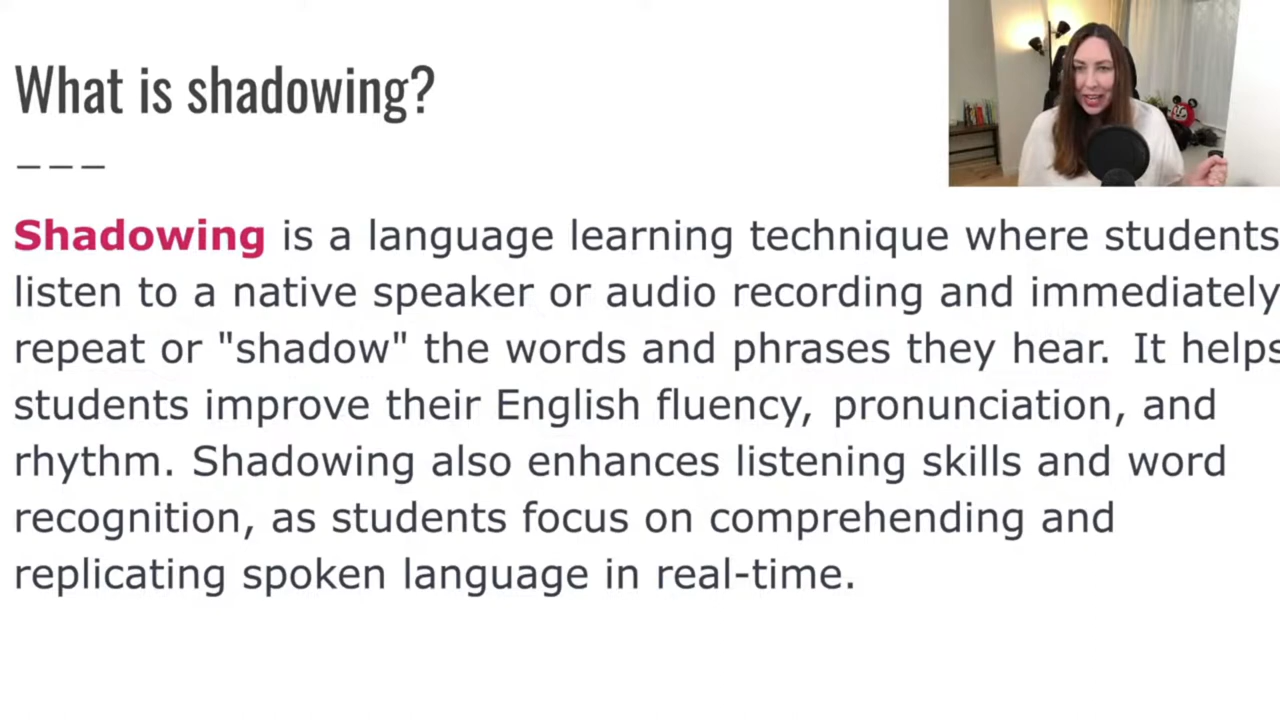 What is shadowing?
Shadowing is a language learning technique where students
listen to a native speaker or audio recording and immediately
repeat or "shadow" the words and phrases they hear. It helps
students improve their English fluency, pronunciation, and
rhythm. Shadowing also enhances listening skills and word
recognition, as students focus on comprehending and
replicating spoken language in real-time.